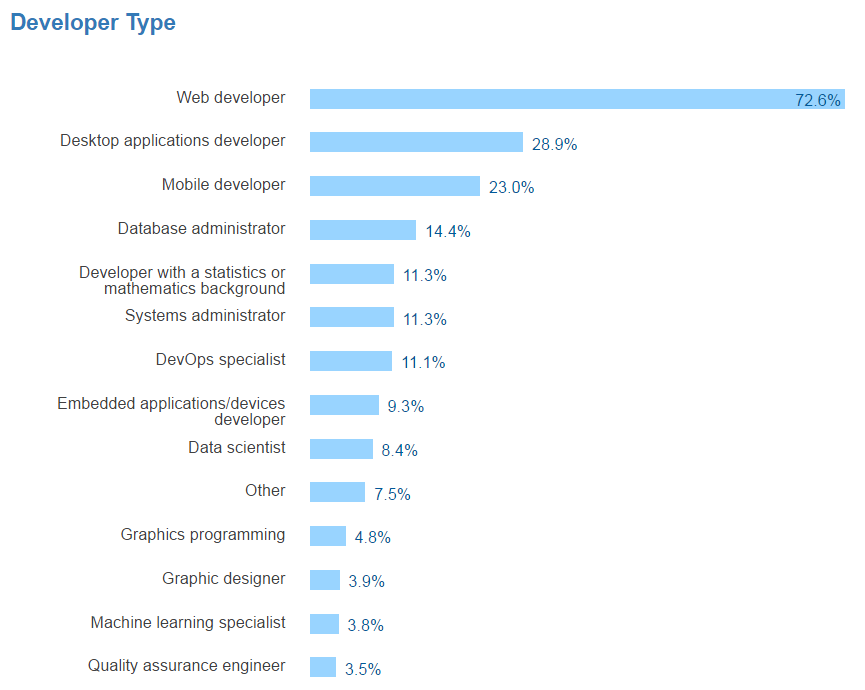 Developer Type
Web developer 72.6%
Desktop applications developer 28.9%
Mobile developer 23.0%
Database administrator 14.4%
Developer with a statistics or
mathematics background 11.3%
Systems administrator 11.3%
DevOps specialist 11.1%
Embedded applications/devices
developer 9.3%
Data scientist 8.4%
Other 7.5%
Graphics programming 4.8%
Graphic designer 3.9%
Machine learning specialist 3.8%
Quality assurance engineer 3.5%